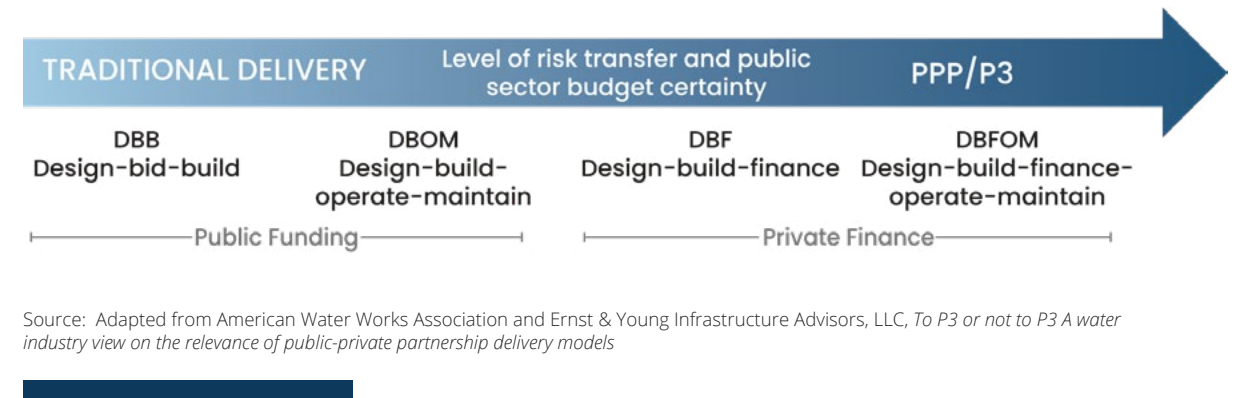 TRADITIONAL DELIVERY
Level of risk transfer and public
sector budget certainty
PPP/P3
DBB
Design-bid-build
DBOM
Design-build-
operate-maintain
DBF
Design-build-finance
DBFOM
Design-build-finance-
operate-maintain
Public Funding
Private Finance
Source: Adapted from American Water Works Association and Ernst & Young Infrastructure Advisors, LLC, To P3 or not to P3 A water
industry view on the relevance of public-private partnership delivery models